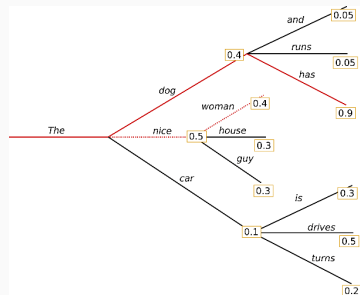 and
0.05
runs
0.4
0.05
has
dog
0.9
woman
0.4
The
nice
0.5
house
0.3
guy
car
0.3
is
0.3
0.1
drives
0.5
turns
0.2